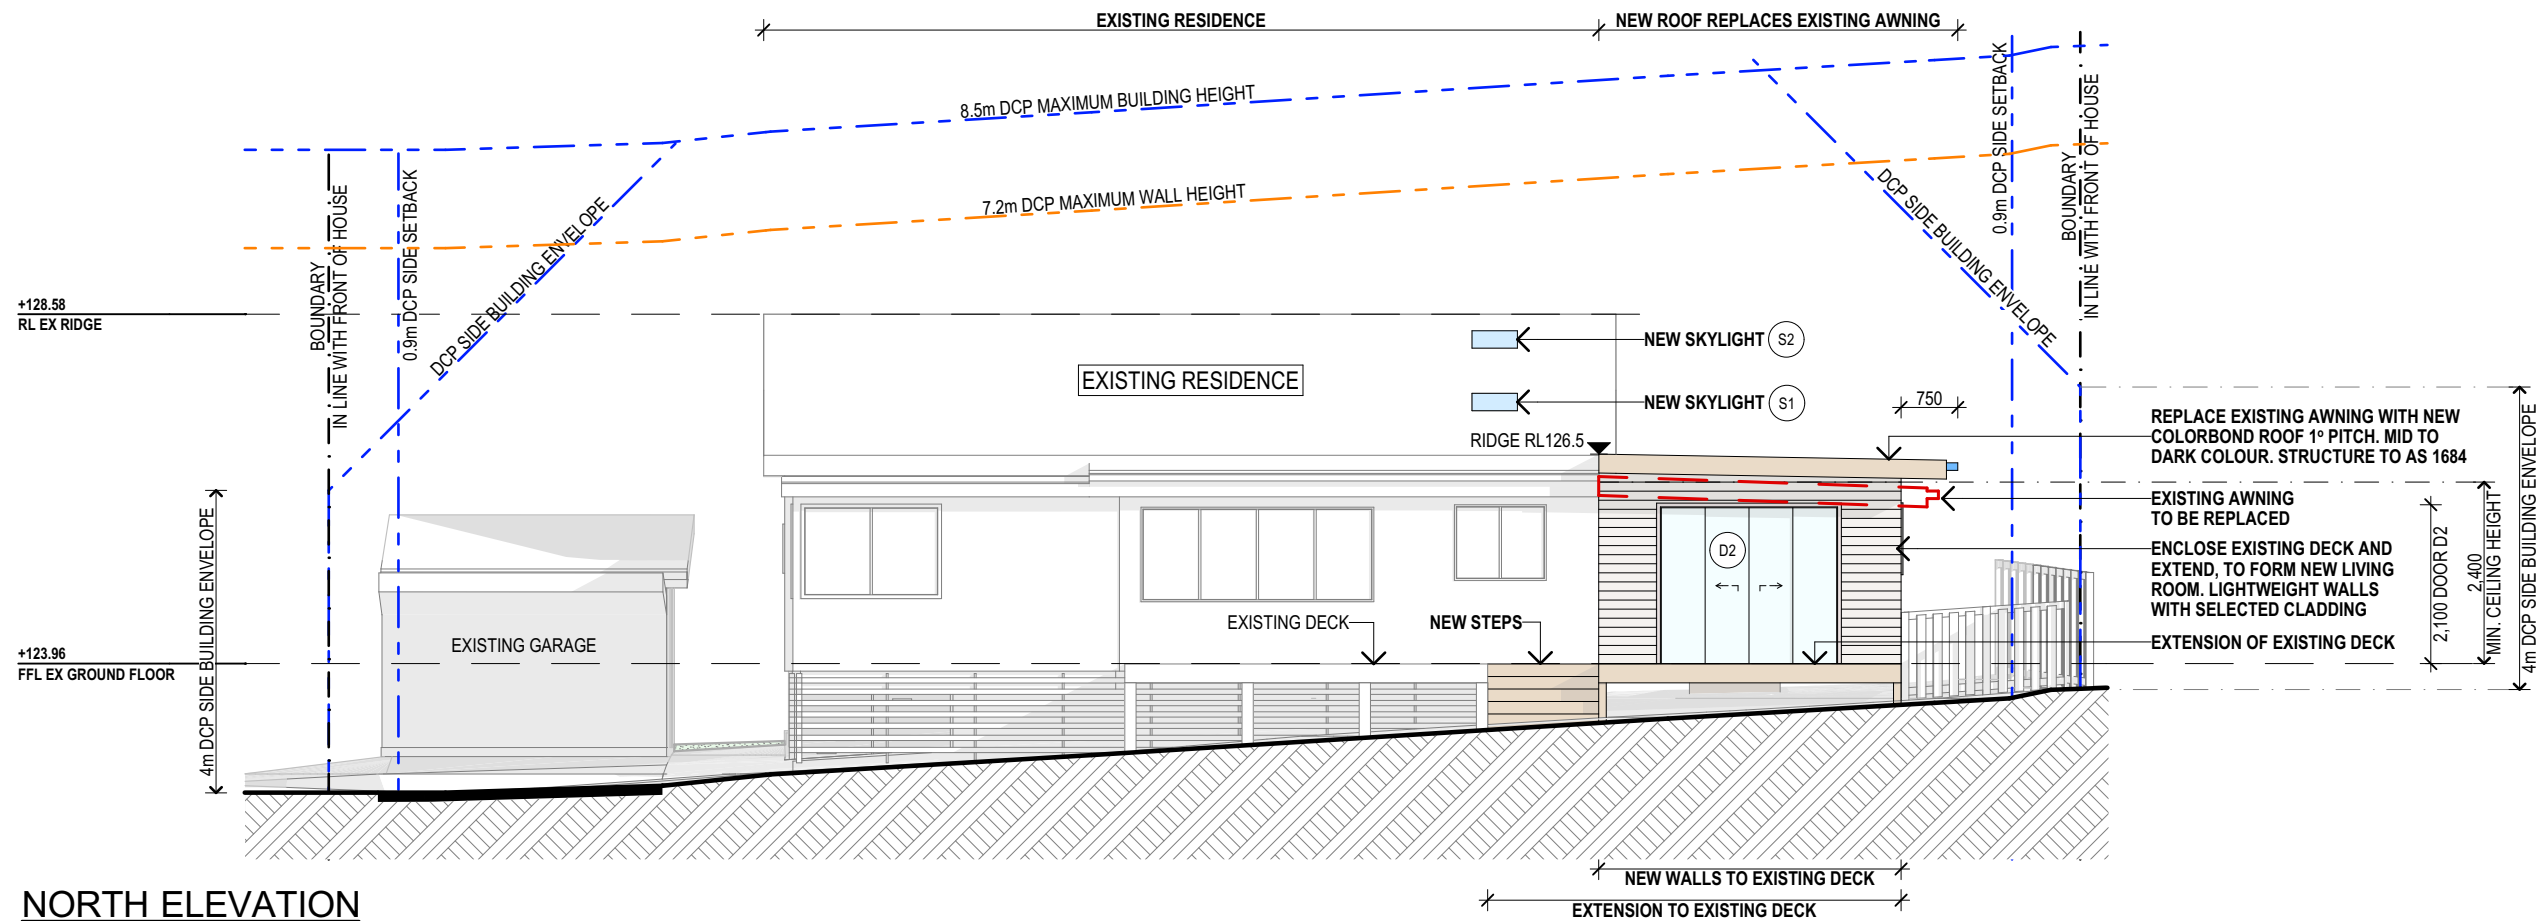 EXISTING RESIDENCE
NEW ROOF REPLACES EXISTING AWNING
8.5m DCP MAXIMUM BUILDING HEIGHT
7.2m DCP MAXIMUM WALL HEIGHT
BOUNDARY
IN LINE WITH FRONT OF HOUSE
0.9m DCP SIDE SETBACK
DCP SIDE BUILDING ENVELOPE
DCP SIDE BUILDING ENVELOPE
0.9m DCP SIDE SETBACK
BOUNDARY
IN LINE WITH FRONT OF HOUSE
+128.58
RL EX RIDGE
NEW SKYLIGHT S2
EXISTING RESIDENCE
NEW SKYLIGHT S1
750
RIDGE RL126.5
REPLACE EXISTING AWNING WITH NEW
COLORBOND ROOF 1º PITCH. MID TO
DARK COLOUR. STRUCTURE TO AS 1684
EXISTING AWNING
TO BE REPLACED
ENCLOSE EXISTING DECK AND
EXTEND, TO FORM NEW LIVING
ROOM. LIGHTWEIGHT WALLS
WITH SELECTED CLADDING
EXTENSION OF EXISTING DECK
2,100 DOOR D2
2,400
MIN. CEILING HEIGHT
4m DCP SIDE BUILDING ENVELOPE
4m DCP SIDE BUILDING ENVELOPE
D2
EXISTING GARAGE
EXISTING DECK
NEW STEPS
+123.96
FFL EX GROUND FLOOR
NEW WALLS TO EXISTING DECK
EXTENSION TO EXISTING DECK
NORTH ELEVATION